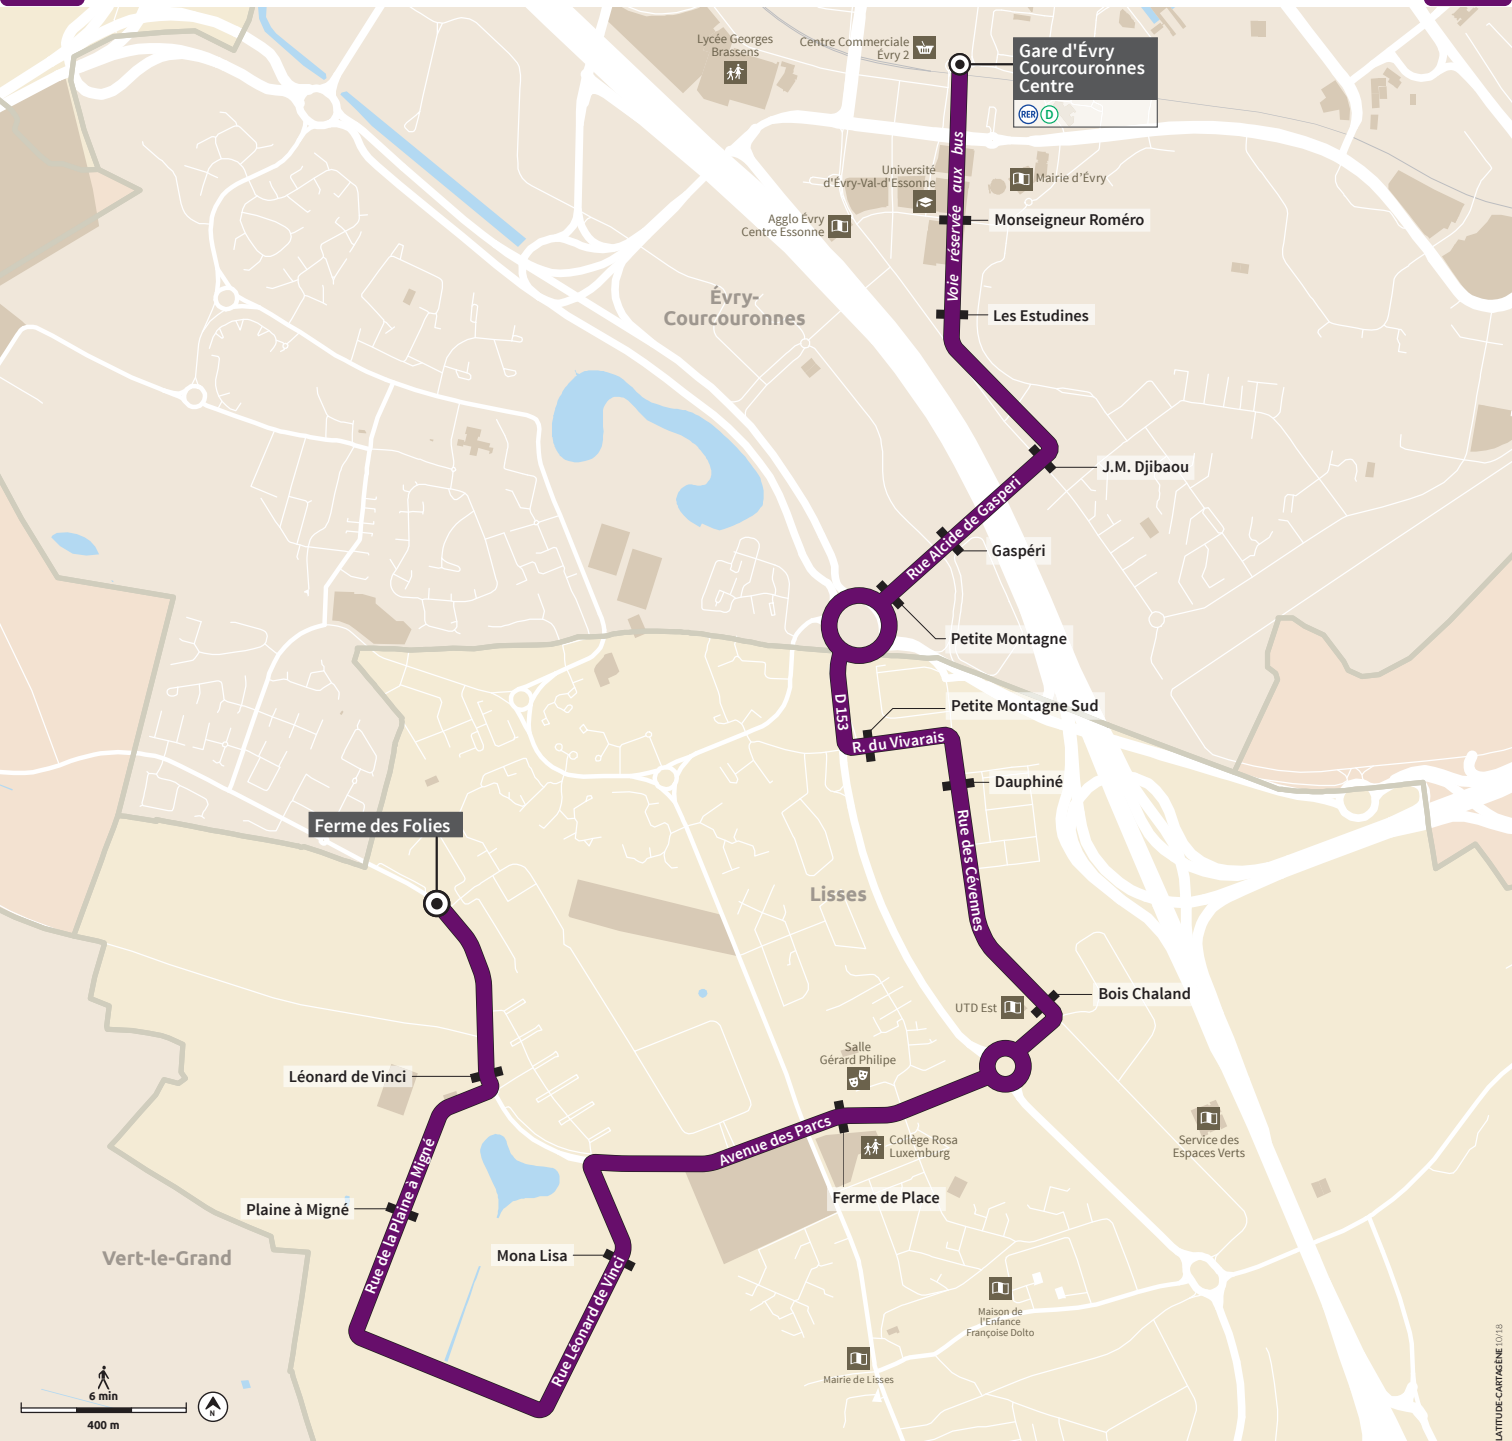 Lycée Georges
Brassens
Centre Commerciale
Évry 2
Gare d'Évry
Courcouronnes
Centre
RER D
Voie réservée aux bus
Université
d'Évry-Val-d'Essonne
Mairie d'Évry
Agglo Évry
Centre Essonne
Monseigneur Roméro
Évry-
Courcouronnes
Les Estudines
J.M. Djibaou
Rue Alcide de Gasperi
Gaspéri
Petite Montagne
D 153
Petite Montagne Sud
R. du Vivarais
Dauphiné
Ferme des Folies
Rue des Cévennes
Lisses
Bois Chaland
UTD Est
Salle
Gérard Philipe
Léonard de Vinci
Avenue des Parcs
Collège Rosa
Luxemburg
Service des
Espaces Verts
Ferme de Place
Plaine à Migné
Rue de la Plaine à Migné
Vert-le-Grand
Mona Lisa
Rue Léonard de Vinci
Maison de
l'Enfance
Françoise Dolto
Mairie de Lisses
6 min
400 m
N
LATITUDE-CARTAGÈNE 10/18